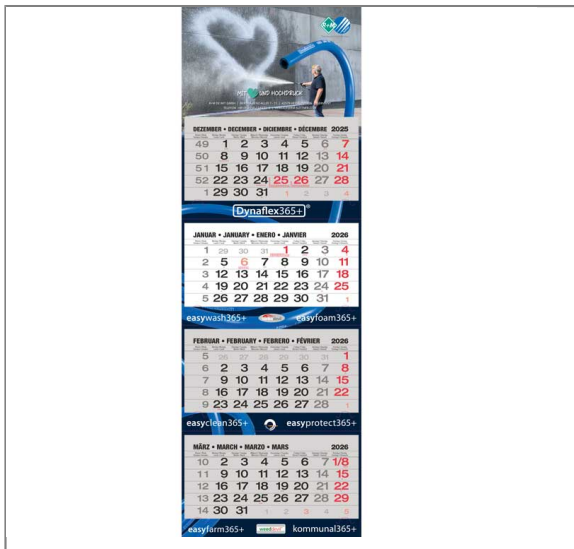 R+M
MIT UND HOCHDRUCK
DEZEMBER • DECEMBER • DICIEMBRE • DÉCEMBRE 2025
49 1 2 3 4 5 6 7
50 8 9 10 11 12 13 14
51 15 16 17 18 19 20 21
52 22 23 24 25 26 27 28
1 29 30 31 1 2 3 4
Dynaflex365+®
JANUAR • JANUARY • ENERO • JANVIER 2026
1 29 30 31 1 2 3 4
2 5 6 7 8 9 10 11
3 12 13 14 15 16 17 18
4 19 20 21 22 23 24 25
5 26 27 28 29 30 31 1
easywash365+ easyfoam365+
FEBRUAR • FEBRUARY • FEBRERO • FÉVRIER 2026
5 26 27 28 29 30 31 1
6 2 3 4 5 6 7 8
7 9 10 11 12 13 14 15
8 16 17 18 19 20 21 22
9 23 24 25 26 27 28 1
easyclean365+ easyprotect365+
MÄRZ • MARCH • MARZO • MARS 2026
10 2 3 4 5 6 7 1/8
11 9 10 11 12 13 14 15
12 16 17 18 19 20 21 22
13 23 24 25 26 27 28 29
14 30 31 1 2 3 4 5
easyfarm365+ kommunal365+